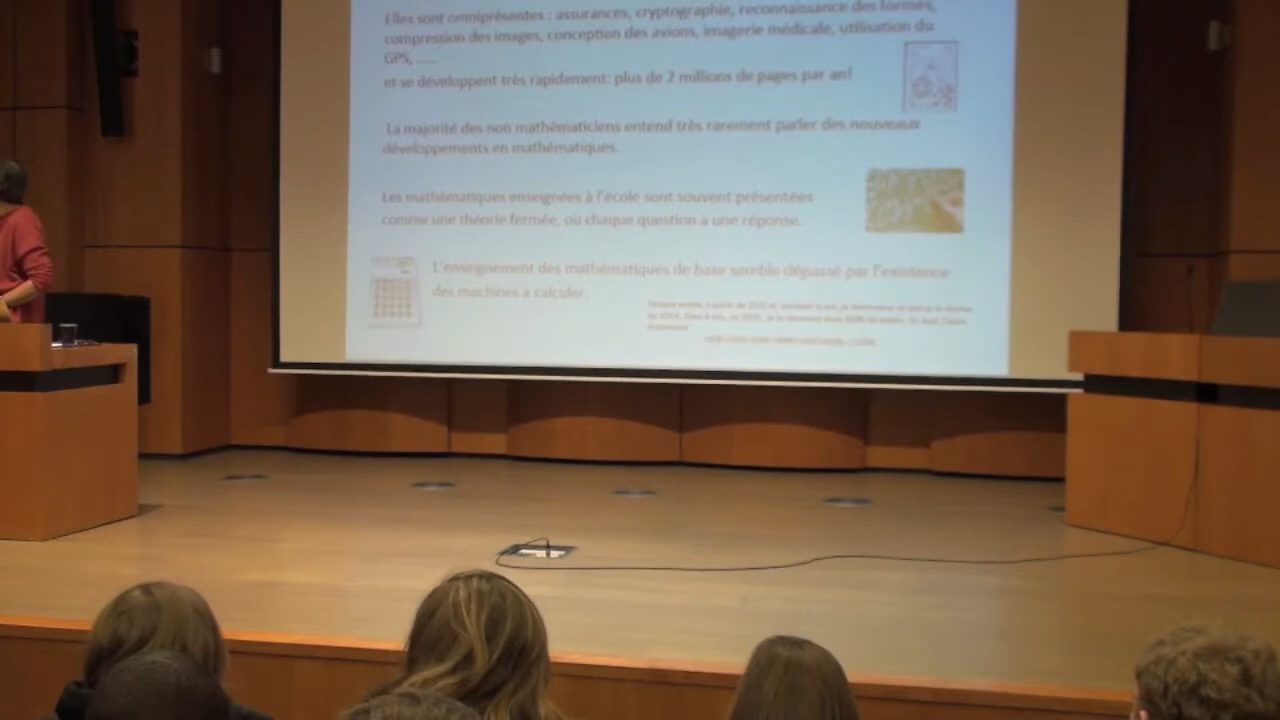 Elles sont omniprésentes : assurances, cryptographie, reconnaissance des formes,
compression des images, conception des avions, imagerie médicale, utilisation du
GPS, .....
et se développent très rapidement: plus de 2 millions de pages par an!
La majorité des non mathématiciens entend très rarement parler des nouveaux
développements en mathématiques.
Les mathématiques enseignées à l'école sont souvent présentées
comme une théorie fermée, où chaque question a une réponse.
L'enseignement des mathématiques de base semble dépassé par l'existence
des machines à calculer.